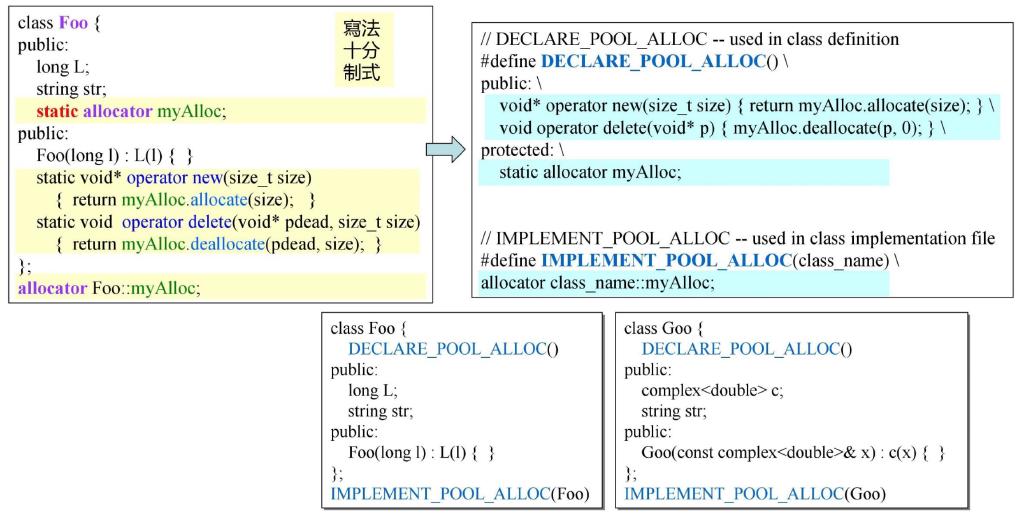 class Foo {
public:
long L;
string str;
static allocator myAlloc;
public:
Foo(long l) : L(l) { }
static void* operator new(size_t size)
{ return myAlloc.allocate(size); }
static void operator delete(void* pdead, size_t size)
{ return myAlloc.deallocate(pdead, size); }
};
allocator Foo::myAlloc;
寫法
十分
制式
// DECLARE_POOL_ALLOC -- used in class definition
#define DECLARE_POOL_ALLOC() \
public: \
void* operator new(size_t size) { return myAlloc.allocate(size); } \
void operator delete(void* p) { myAlloc.deallocate(p, 0); } \
protected: \
static allocator myAlloc;
// IMPLEMENT_POOL_ALLOC -- used in class implementation file
#define IMPLEMENT_POOL_ALLOC(class_name) \
allocator class_name::myAlloc;
class Foo {
DECLARE_POOL_ALLOC()
public:
long L;
string str;
public:
Foo(long l) : L(l) { }
};
IMPLEMENT_POOL_ALLOC(Foo)
class Goo {
DECLARE_POOL_ALLOC()
public:
complex<double> c;
string str;
public:
Goo(const complex<double>& x) : c(x) { }
};
IMPLEMENT_POOL_ALLOC(Goo)